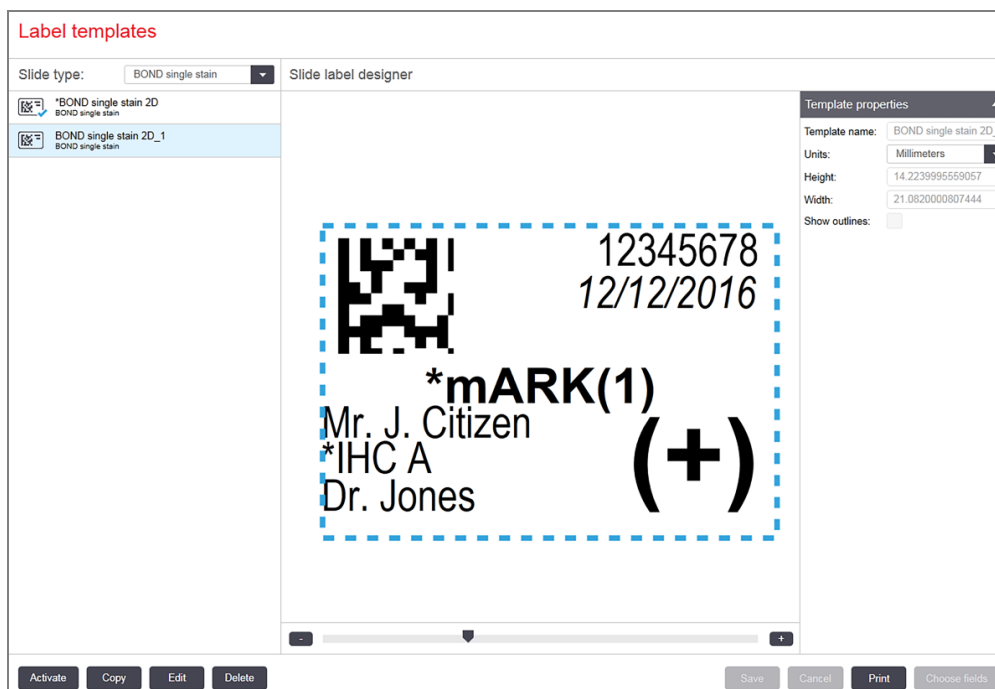 Label templates
Slide type:
BOND single stain
Slide label designer
*BOND single stain 2D
BOND single stain
BOND single stain 2D_1
BOND single stain
Template properties
Template name:
BOND single stain 2D_
Units:
Millimeters
Height:
14.2239995559057
Width:
21.0820000807444
Show outlines:
12345678
12/12/2016
*mARK(1)
Mr. J. Citizen
*IHC A
Dr. Jones
(+)
-
+
Activate
Copy
Edit
Delete
Save
Cancel
Print
Choose fields